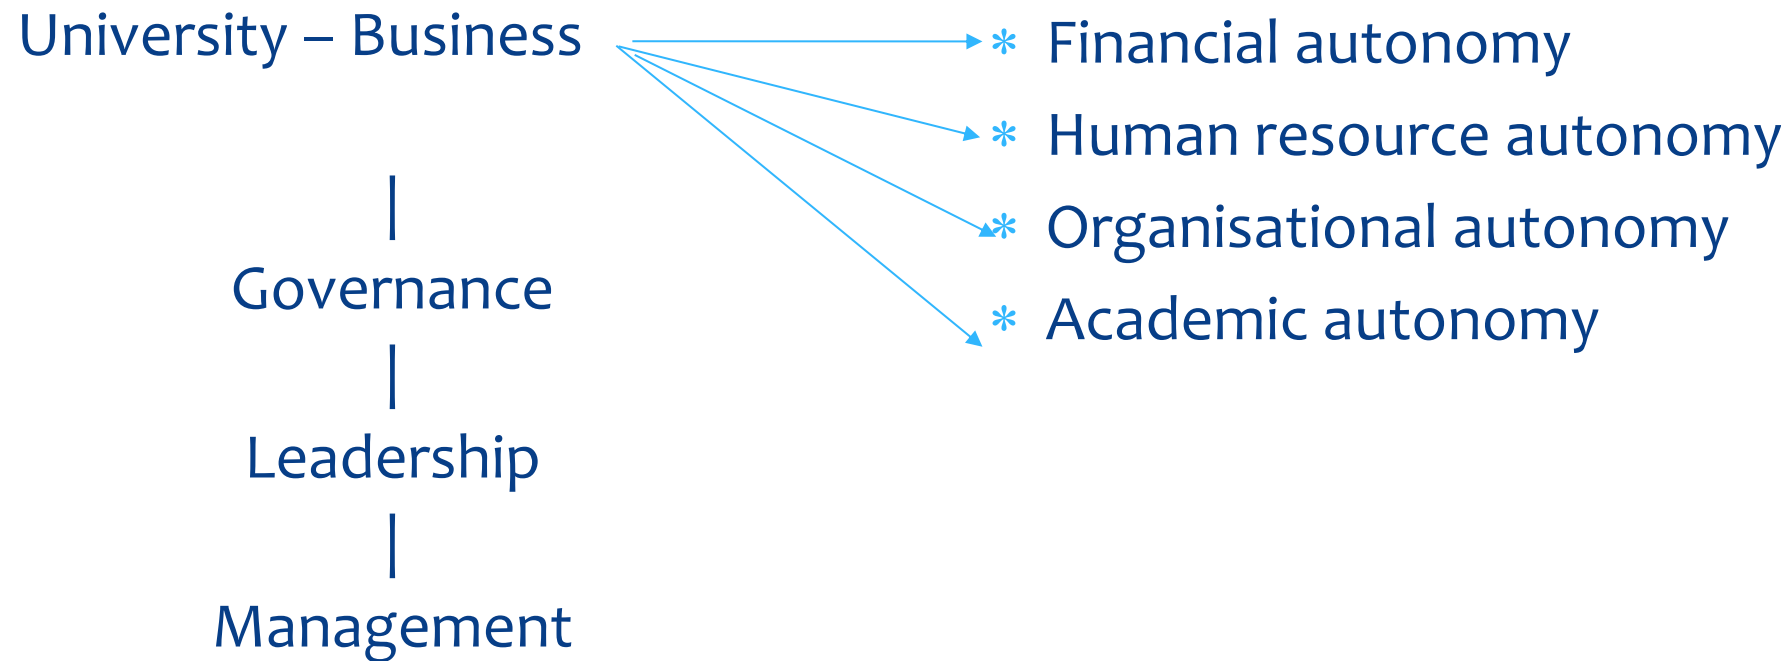 University – Business
|
Governance
|
Leadership
|
Management
* Financial autonomy
* Human resource autonomy
* Organisational autonomy
* Academic autonomy